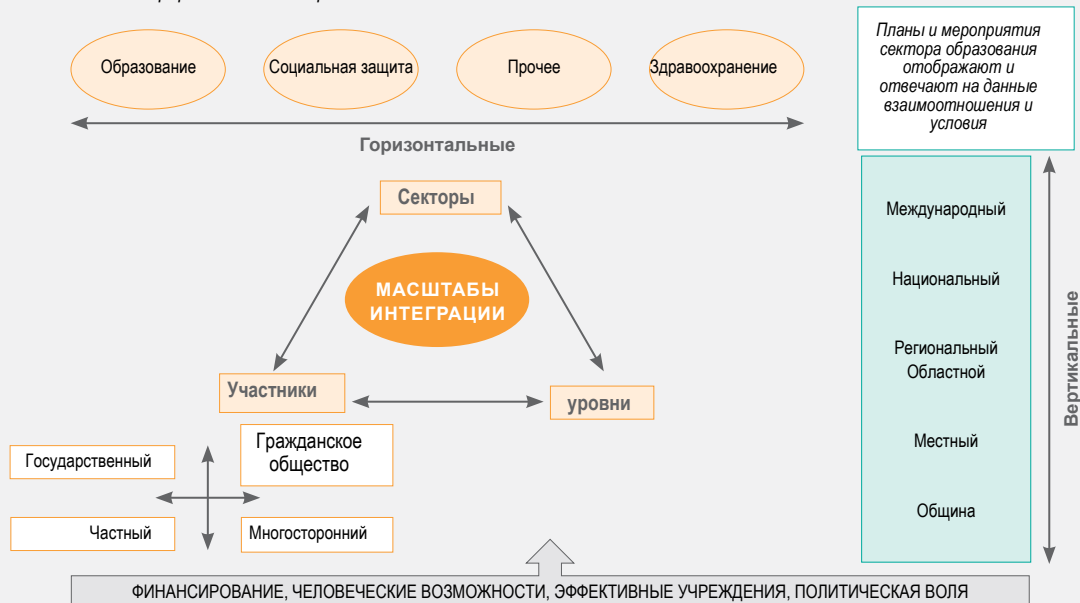 Образование
Социальная защита
Прочее
Здравоохранение
Планы и мероприятия
сектора образования
отображают и
отвечают на данные
взаимоотношения и
условия
Горизонтальные
Секторы
МАСШТАБЫ
ИНТЕГРАЦИИ
Участники
уровни
Гражданское
общество
Государственный
Частный
Многосторонний
Международный
Национальный
Региональный
Областной
Местный
Община
Вертикальные
ФИНАНСИРОВАНИЕ, ЧЕЛОВЕЧЕСКИЕ ВОЗМОЖНОСТИ, ЭФФЕКТИВНЫЕ УЧРЕЖДЕНИЯ, ПОЛИТИЧЕСКАЯ ВОЛЯ